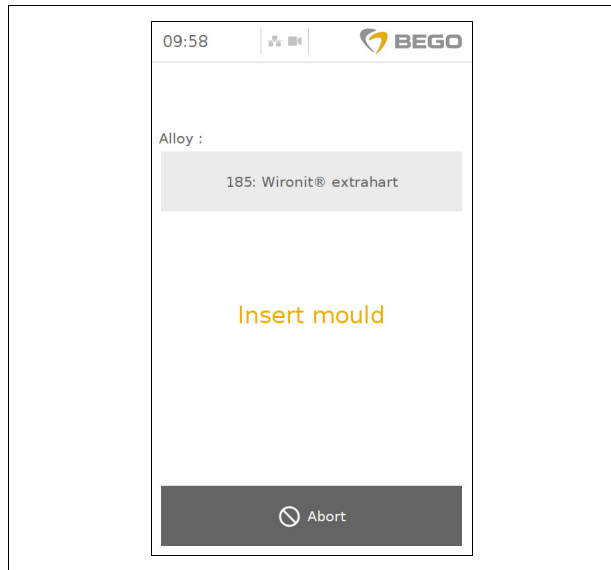 09:58
BEGO
Alloy :
185: Wironit® extrahart
Insert mould
Abort